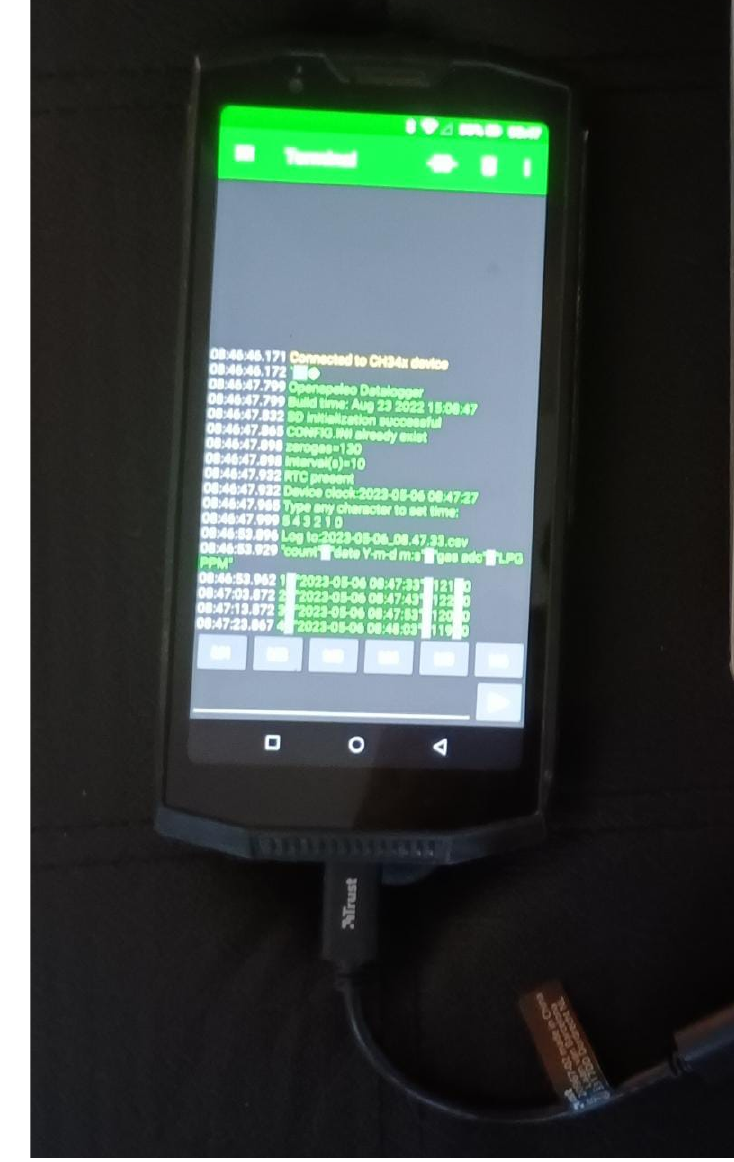 Terminal
08:46:46.171 Connected to CH34x device
08:46:46.172
08:46:47.799 Openspeleo Datalogger
08:46:47.799 Build time: Aug 23 2022 15:08:47
08:46:47.832 SD initialization successful
08:46:47.865 CONFIG.INI already exist
08:46:47.898 zerogas=130
08:46:47.898 interval(s)=10
08:46:47.932 RTC present
08:46:47.932 Device clock:2023-05-06 08:47:27
08:46:47.965 Type any character to set time:
08:46:47.999 5 4 3 2 1 0
08:46:53.896 Log to:2023-05-06_08.47.33.csv
08:46:53.929 "count" "date Y-m-d m:s" "gas adc" "LPG
PPM"
08:46:53.962 1 "2023-05-06 08:47:33" 121 0
08:47:03.872 2 "2023-05-06 08:47:43" 122 0
08:47:13.872 3 "2023-05-06 08:47:53" 120 0
08:47:23.867 4 "2023-05-06 08:48:03" 119 0
Trust